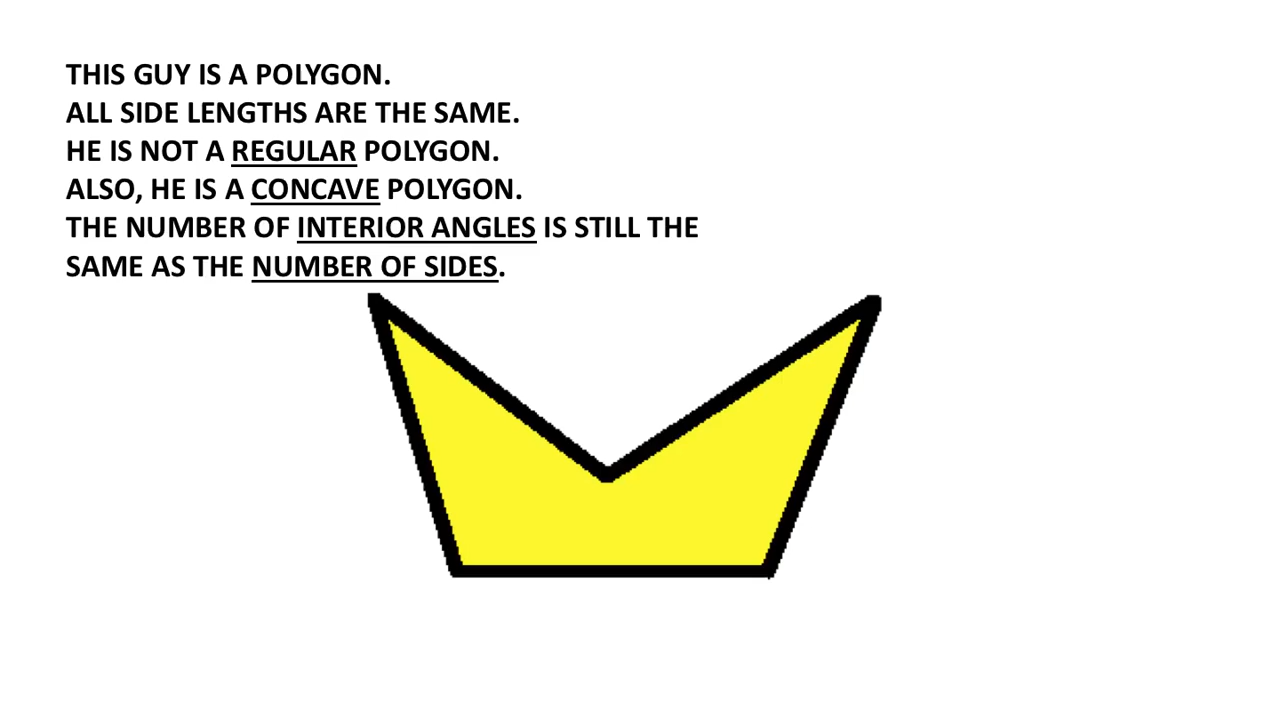 THIS GUY IS A POLYGON.
ALL SIDE LENGTHS ARE THE SAME.
HE IS NOT A REGULAR POLYGON.
ALSO, HE IS A CONCAVE POLYGON.
THE NUMBER OF INTERIOR ANGLES IS STILL THE
SAME AS THE NUMBER OF SIDES.